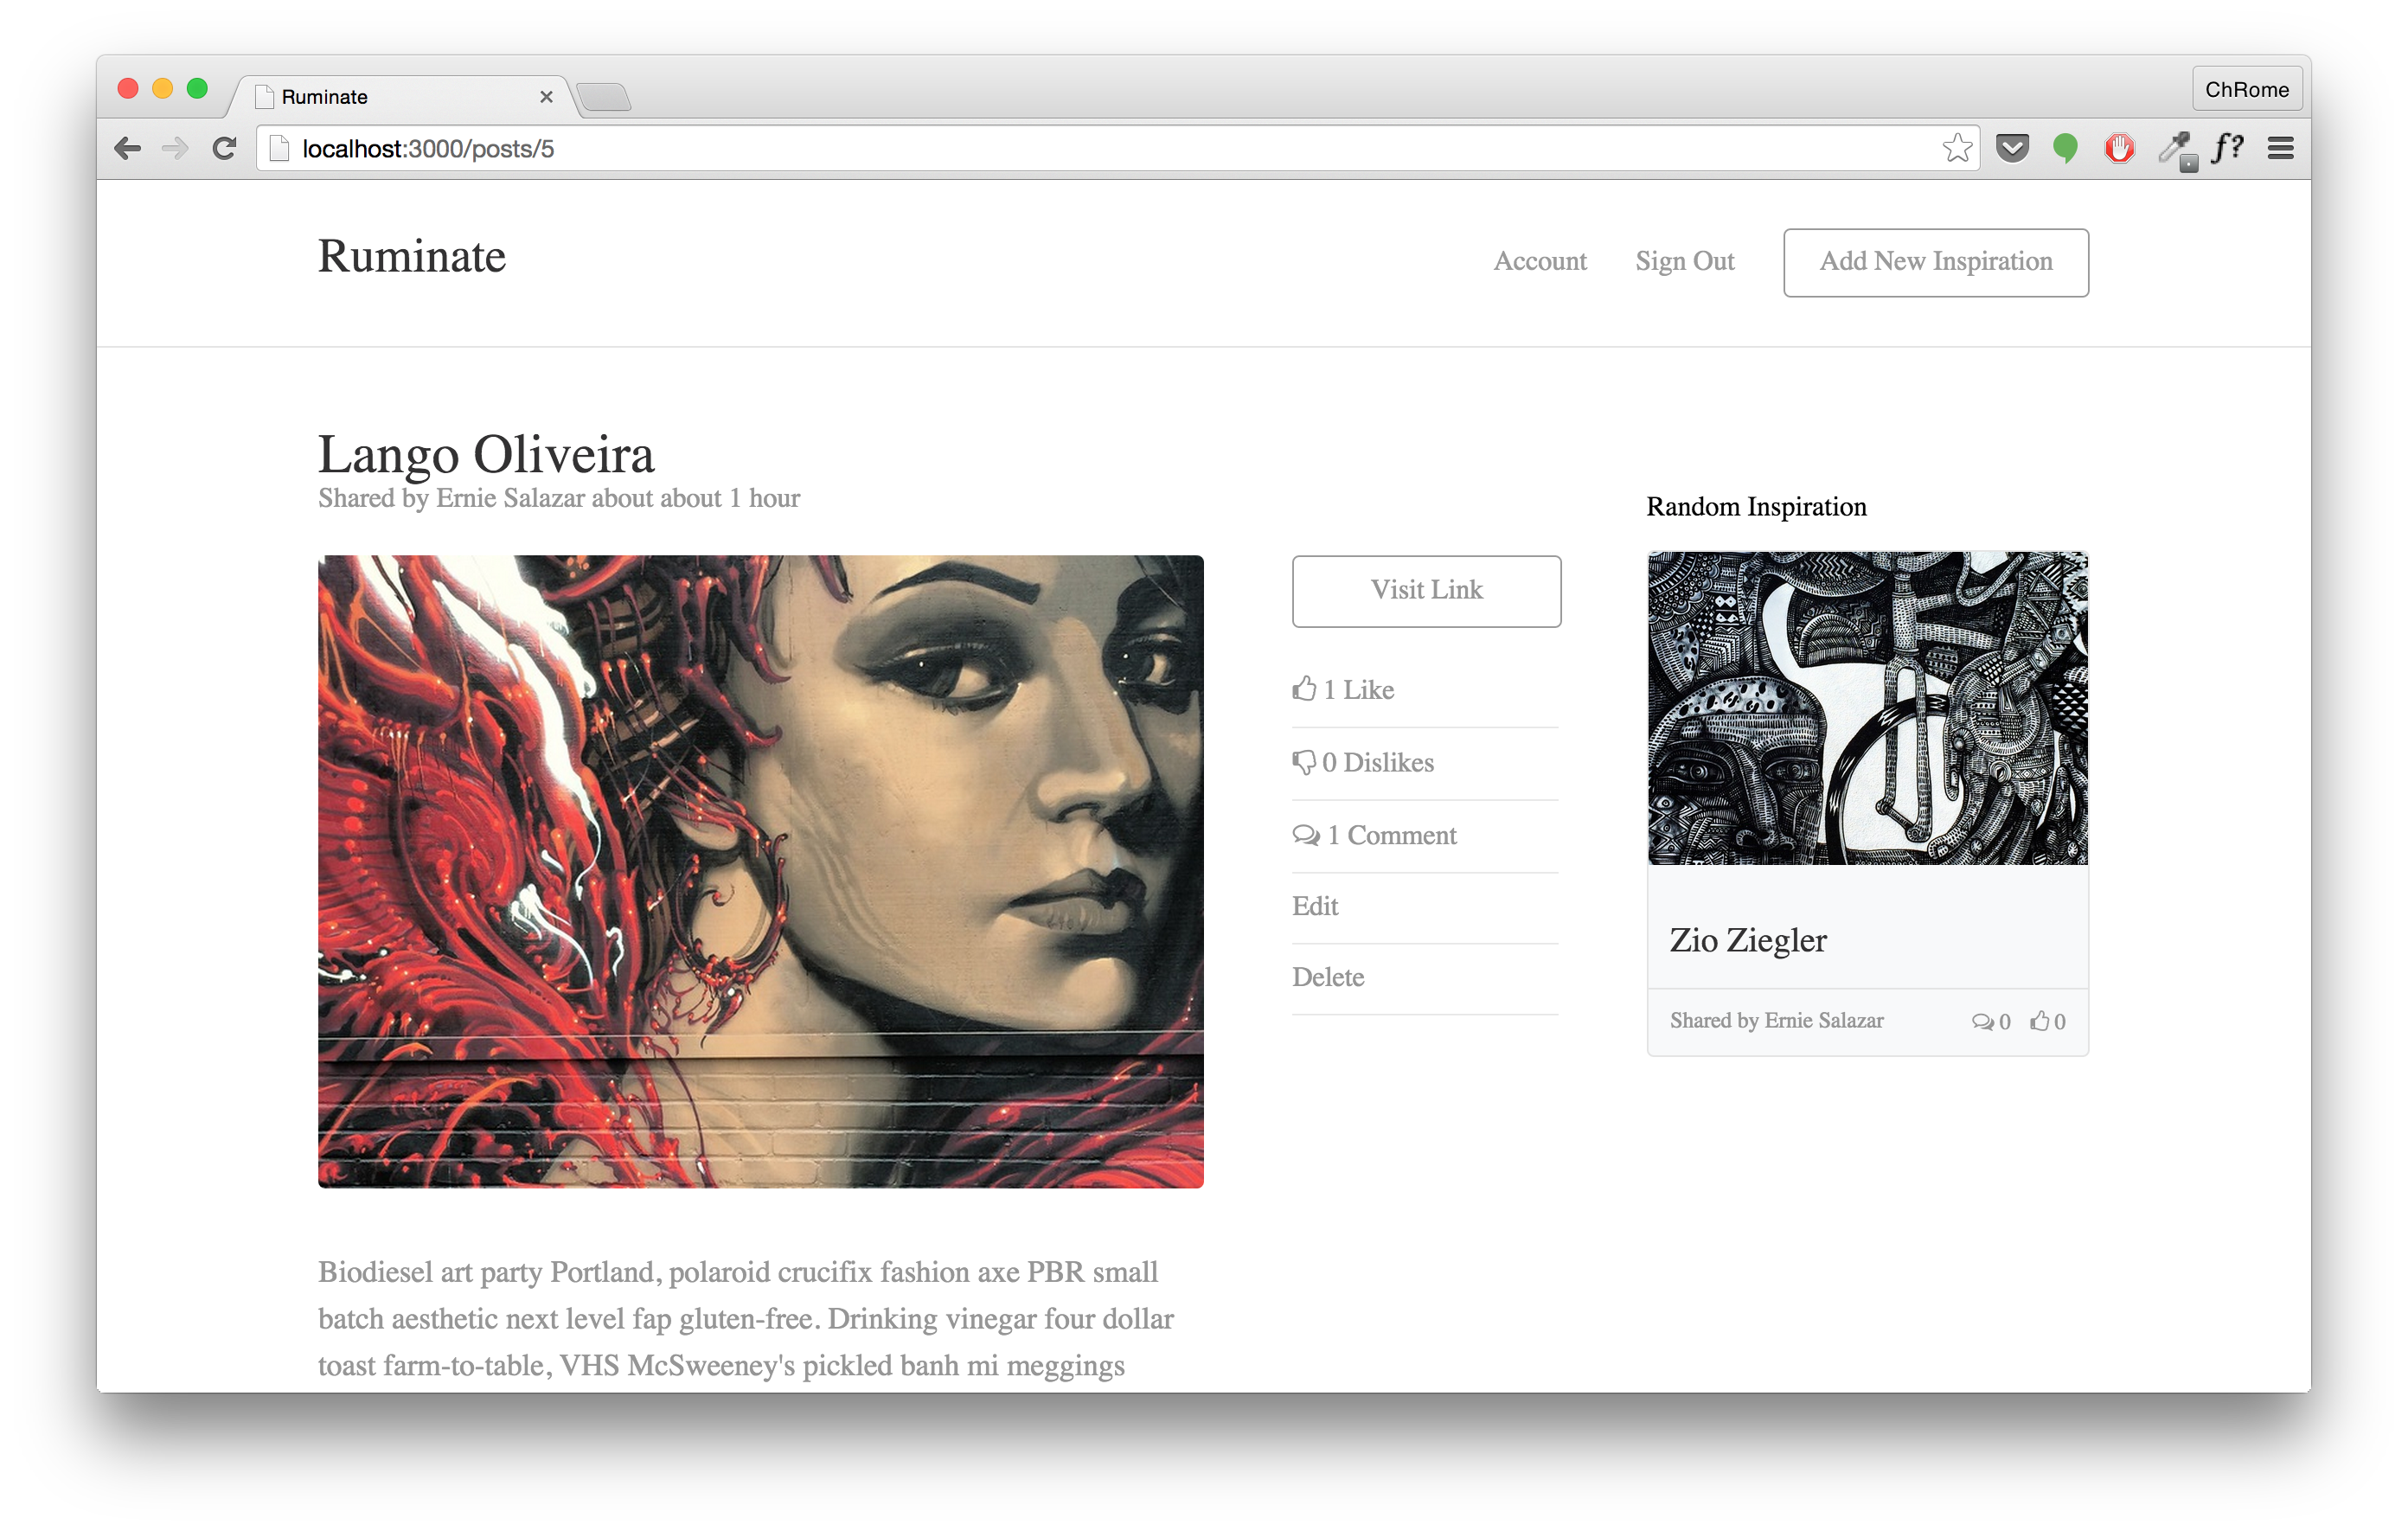 Ruminate
ChRome
localhost:3000/posts/5
f?
Ruminate
Account
Sign Out
Add New Inspiration
Lango Oliveira
Shared by Ernie Salazar about about 1 hour
Random Inspiration
Visit Link
1 Like
0 Dislikes
1 Comment
Edit
Delete
Zio Ziegler
Shared by Ernie Salazar
0
0
Biodiesel art party Portland, polaroid crucifix fashion axe PBR small
batch aesthetic next level fap gluten-free. Drinking vinegar four dollar
toast farm-to-table, VHS McSweeney's pickled banh mi meggings